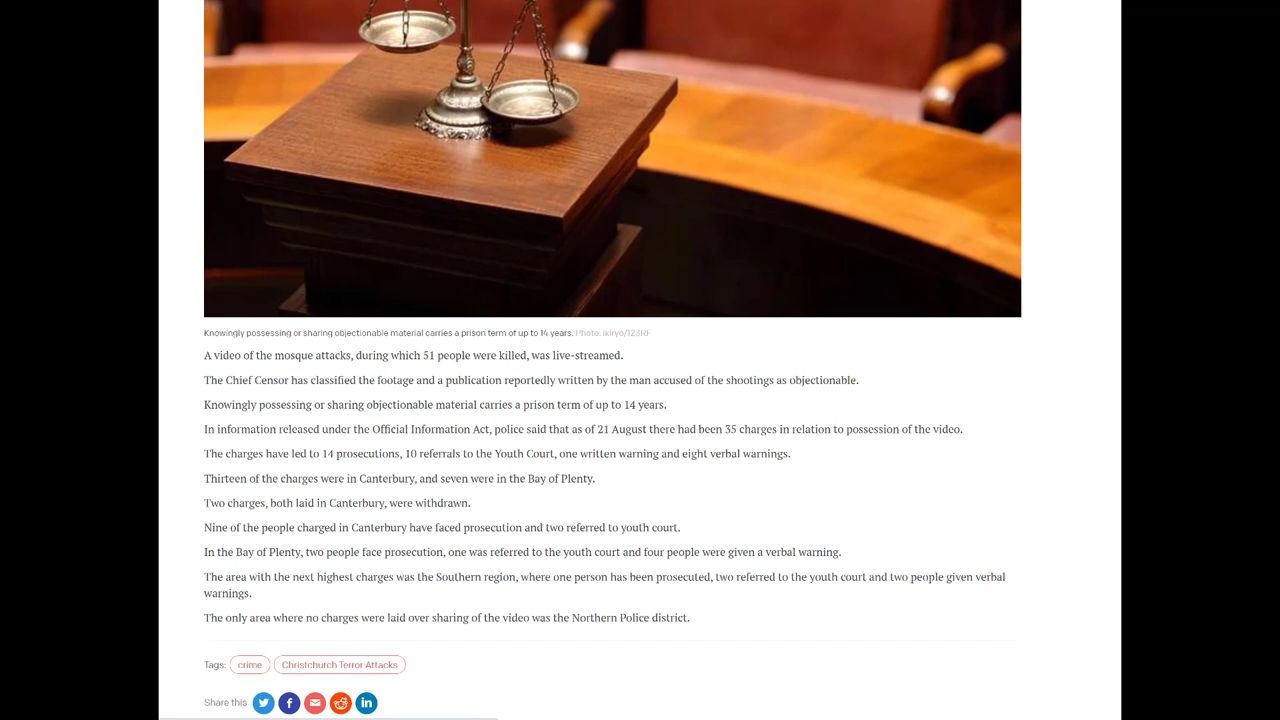 Knowingly possessing or sharing objectionable material carries a prison term of up to 14 years. Photo: ikiryo/123RF
A video of the mosque attacks, during which 51 people were killed, was live-streamed.
The Chief Censor has classified the footage and a publication reportedly written by the man accused of the shootings as objectionable.
Knowingly possessing or sharing objectionable material carries a prison term of up to 14 years.
In information released under the Official Information Act, police said that as of 21 August there had been 35 charges in relation to possession of the video.
The charges have led to 14 prosecutions, 10 referrals to the Youth Court, one written warning and eight verbal warnings.
Thirteen of the charges were in Canterbury, and seven were in the Bay of Plenty.
Two charges, both laid in Canterbury, were withdrawn.
Nine of the people charged in Canterbury have faced prosecution and two referred to youth court.
In the Bay of Plenty, two people face prosecution, one was referred to the youth court and four people were given a verbal warning.
The area with the next highest charges was the Southern region, where one person has been prosecuted, two referred to the youth court and two people given verbal
warnings.
The only area where no charges were laid over sharing of the video was the Northern Police district.
Tags: crime Christchurch Terror Attacks
Share this